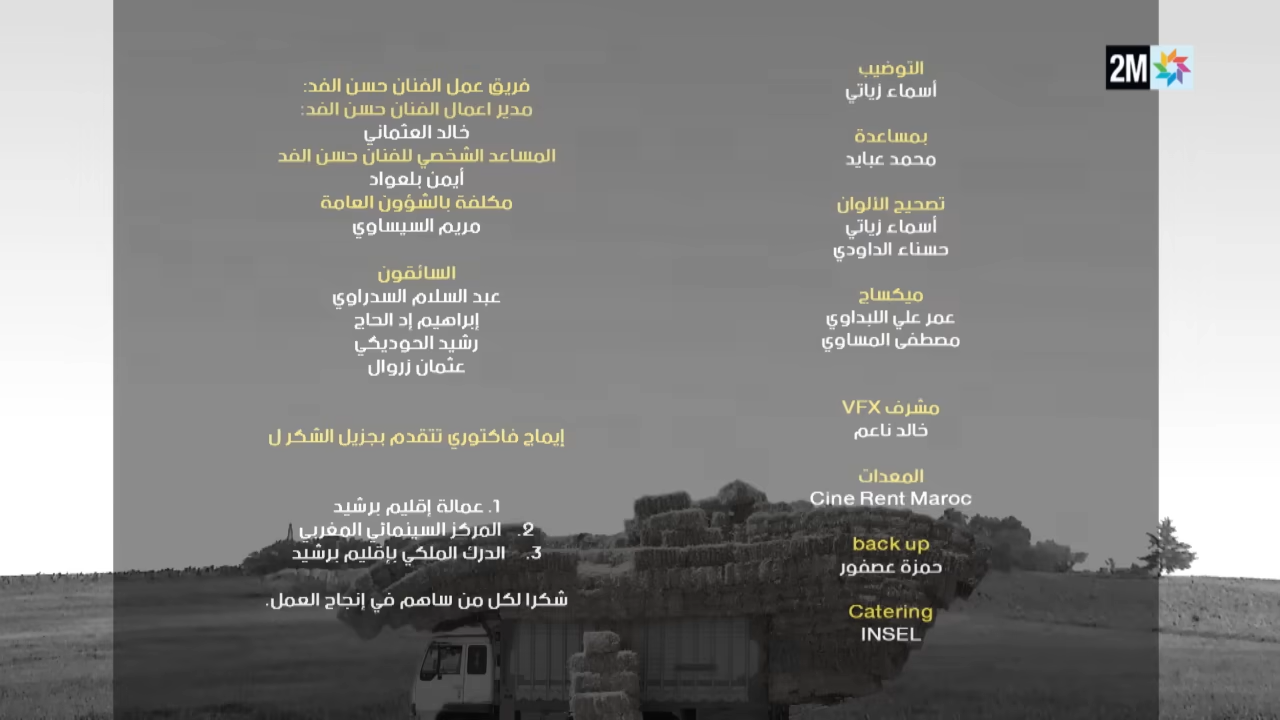 2M
التوضيب
أسماء زياتي
بمساعدة
محمد عبايد
تصحيح الألوان
أسماء زياتي
حسناء الداودي
ميكساج
عمر علي اللبداوي
مصطفى المساوي
مشرف VFX
خالد ناعم
المعدات
Cine Rent Maroc
back up
حمزة عصفور
Catering
INSEL
فريق عمل الفنان حسن الفد:
مدير اعمال الفنان حسن الفد:
خالد العثماني
المساعد الشخصي للفنان حسن الفد
أيمن بلعواد
مكلفة بالشؤون العامة
مريم السيساوي
السائقون
عبد السلام السدراوي
إبراهيم إد الحاج
رشيد الحوديكي
عثمان زروال
إيماج فاكتوري تتقدم بجزيل الشكر ل
1. عمالة إقليم برشيد
2. المركز السينمائي المغربي
3. الدرك الملكي بإقليم برشيد
شكرا لكل من ساهم في إنجاح العمل.